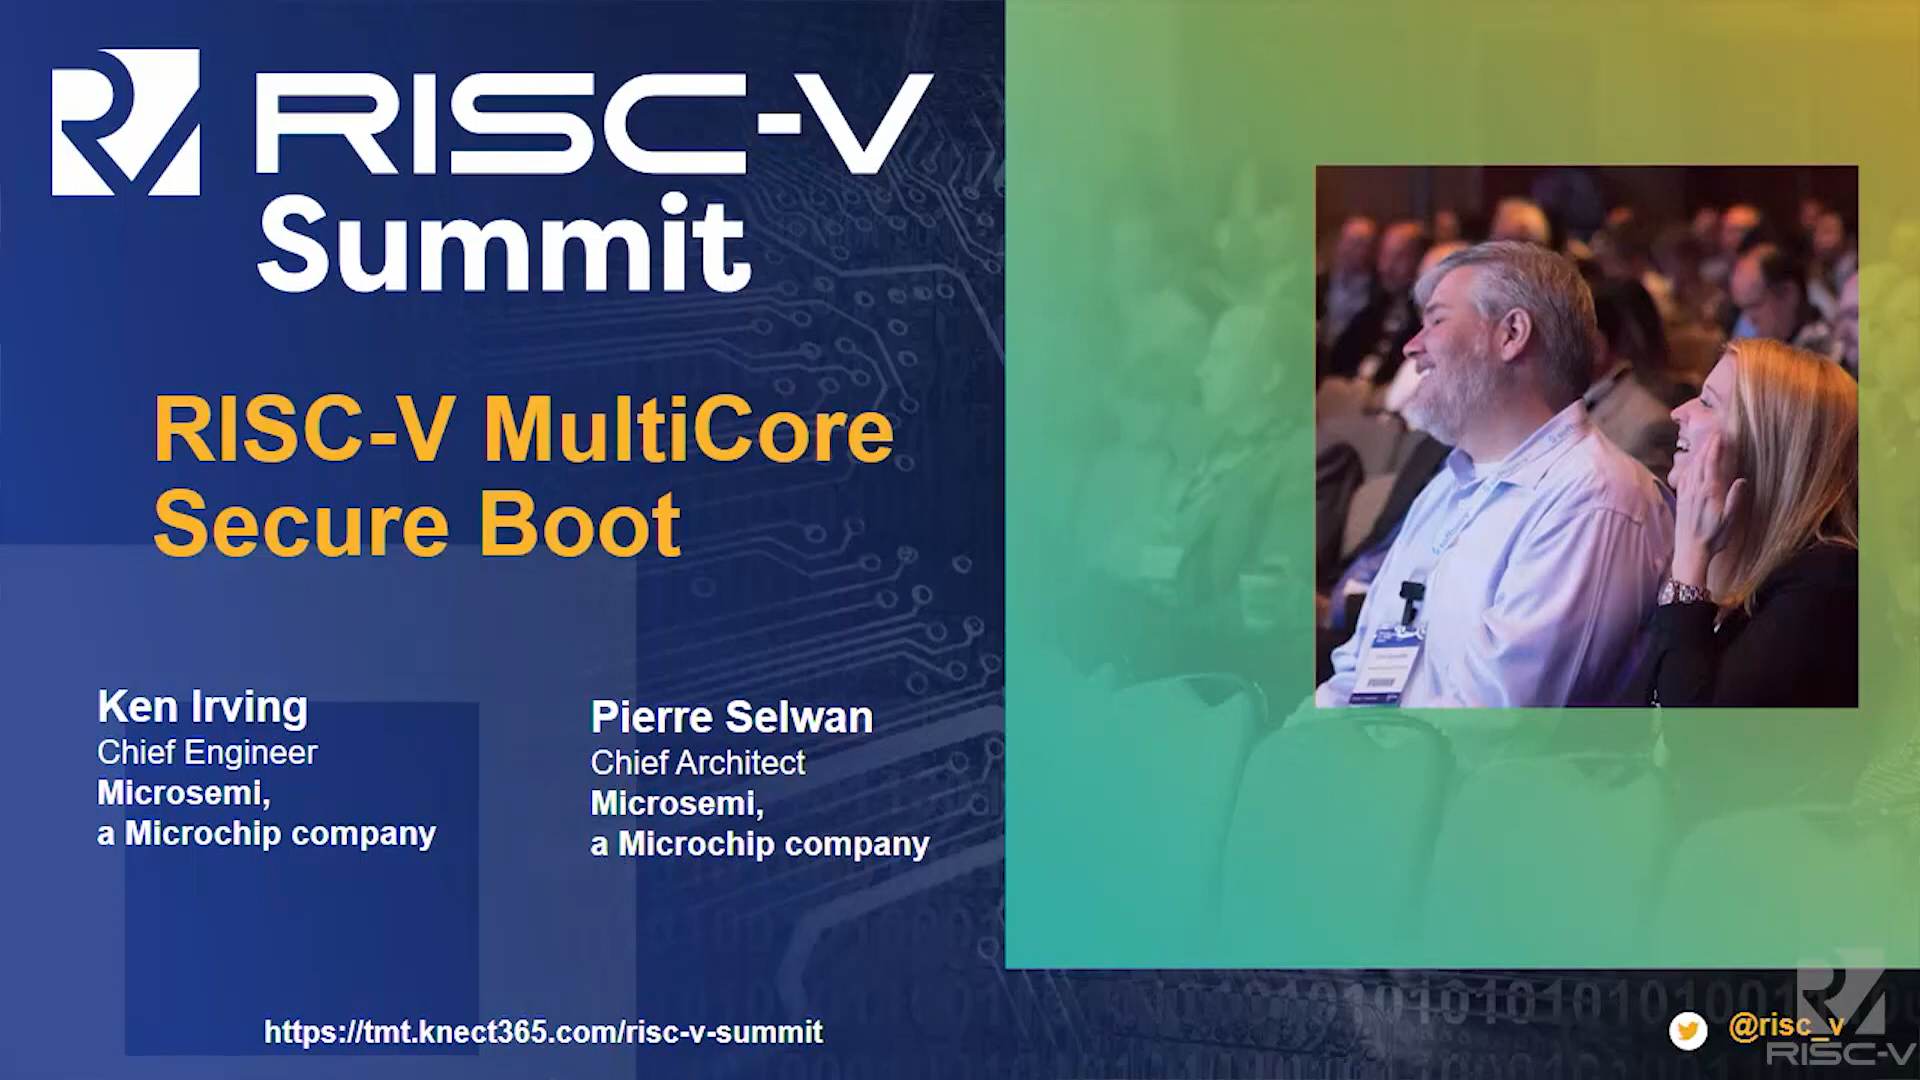 RISC-V
Summit
RISC-V MultiCore
Secure Boot
Ken Irving
Chief Engineer
Microsemi,
a Microchip company
Pierre Selwan
Chief Architect
Microsemi,
a Microchip company
https://tmt.knect365.com/risc-v-summit
@risc_v
RISC-V